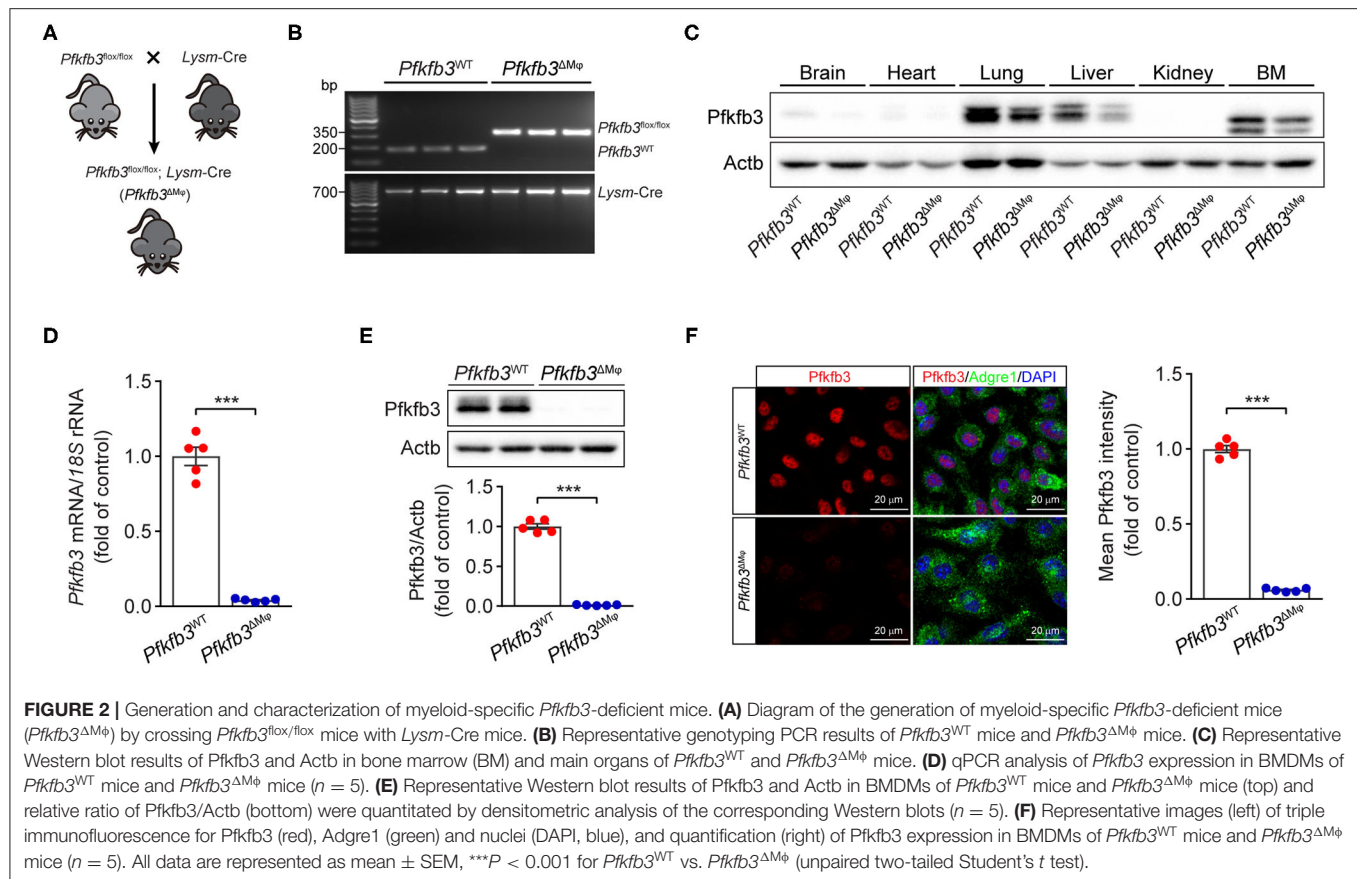 A
Pfkfb3flox/flox × Lysm-Cre
Pfkfb3flox/flox; Lysm-Cre
(Pfkfb3ΔMφ)
B
Pfkfb3WT Pfkfb3ΔMφ
bp
350
Pfkfb3flox/flox
200
Pfkfb3WT
700
Lysm-Cre
C
Brain Heart Lung Liver Kidney BM
Pfkfb3
Actb
Pfkfb3WT Pfkfb3ΔMφ Pfkfb3WT Pfkfb3ΔMφ Pfkfb3WT Pfkfb3ΔMφ Pfkfb3WT Pfkfb3ΔMφ Pfkfb3WT Pfkfb3ΔMφ Pfkfb3WT Pfkfb3ΔMφ
D
Pfkfb3 mRNA/18S rRNA
(fold of control)
1.5
1.0
0.5
0.0
***
Pfkfb3WT Pfkfb3ΔMφ
E
Pfkfb3WT Pfkfb3ΔMφ
Pfkfb3
Actb
Pfkfb3/Actb
(fold of control)
1.5
1.0
0.5
0.0
***
Pfkfb3WT Pfkfb3ΔMφ
F
Pfkfb3 Pfkfb3/Adgre1/DAPI
Pfkfb3WT
20 μm 20 μm
Pfkfb3ΔMφ
20 μm 20 μm
Mean Pfkfb3 intensity
(fold of control)
1.5
1.0
0.5
0.0
***
Pfkfb3WT Pfkfb3ΔMφ
FIGURE 2 | Generation and characterization of myeloid-specific Pfkfb3-deficient mice. (A) Diagram of the generation of myeloid-specific Pfkfb3-deficient mice
(Pfkfb3ΔMϕ) by crossing Pfkfb3flox/flox mice with Lysm-Cre mice. (B) Representative genotyping PCR results of Pfkfb3WT mice and Pfkfb3ΔMϕ mice. (C) Representative
Western blot results of Pfkfb3 and Actb in bone marrow (BM) and main organs of Pfkfb3WT and Pfkfb3ΔMϕ mice. (D) qPCR analysis of Pfkfb3 expression in BMDMs of
Pfkfb3WT mice and Pfkfb3ΔMϕ mice (n = 5). (E) Representative Western blot results of Pfkfb3 and Actb in BMDMs of Pfkfb3WT mice and Pfkfb3ΔMϕ mice (top) and
relative ratio of Pfkfb3/Actb (bottom) were quantitated by densitometric analysis of the corresponding Western blots (n = 5). (F) Representative images (left) of triple
immunofluorescence for Pfkfb3 (red), Adgre1 (green) and nuclei (DAPI, blue), and quantification (right) of Pfkfb3 expression in BMDMs of Pfkfb3WT mice and Pfkfb3ΔMϕ
mice (n = 5). All data are represented as mean ± SEM, ***P < 0.001 for Pfkfb3WT vs. Pfkfb3ΔMϕ (unpaired two-tailed Student's t test).